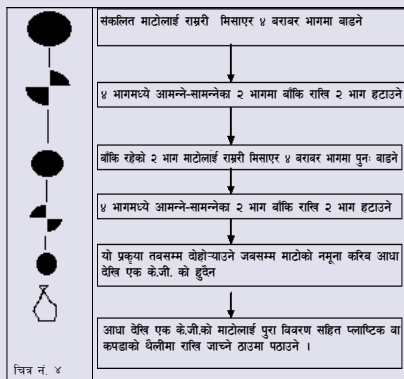 संकलित माटोलाई राम्ररी मिसाएर ४ बराबर भागमा बाडने
४ भागमध्ये आमन्ने-सामन्नेका २ भागमा बाँकि राखि २ भाग हटाउने
बाँकि रहेको २ भाग माटोलाई राम्ररी मिसाएर ४ बराबर भागमा पुनः बाडने
४ भागमध्ये आमन्ने-सामन्नेका २ भाग बाँकि राखि २ भाग हटाउने
यो प्रकृया तबसम्म दोहोऱ्याउने जबसम्म माटोको नमूना करिब आधा
देखि एक के.जी. को हुदैन
आधा देखि एक के.जी.को माटोलाई पुरा विवरण सहित प्लाष्टिक वा
कपडाको थैलीमा राखि जाच्ने ठाउमा पठाउने ।
चित्र नं. ४